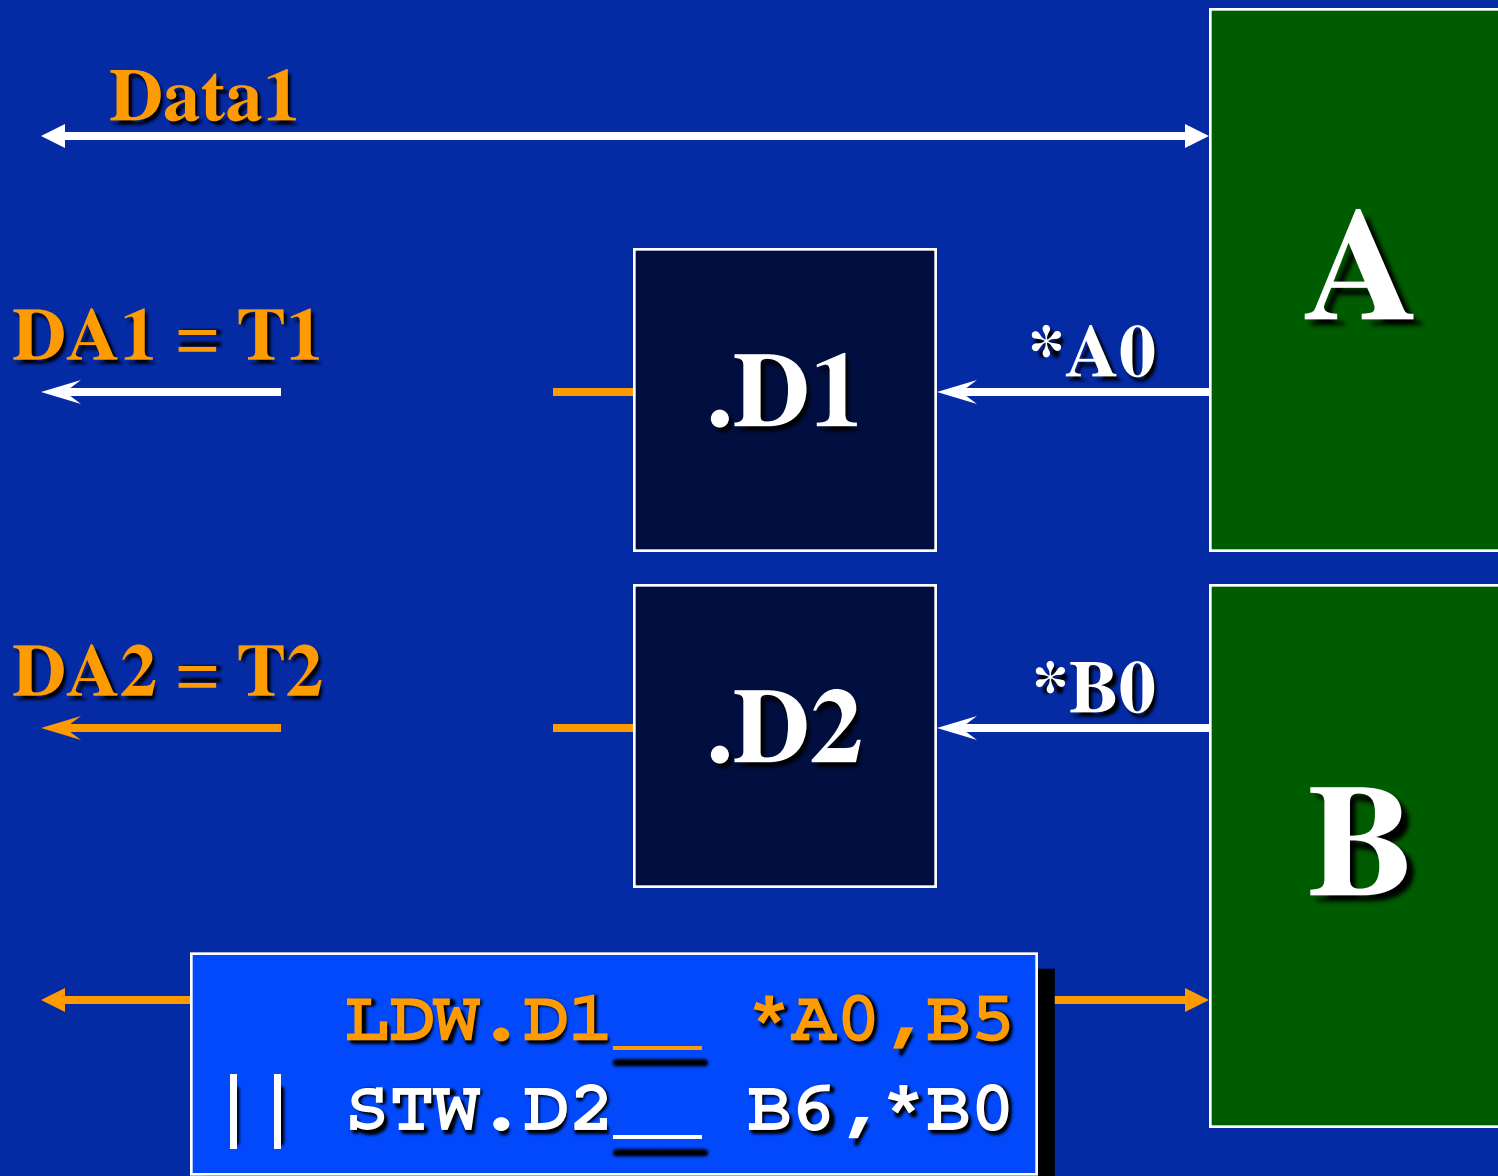 Data1
A
DA1 = T1
.D1
*A0
DA2 = T2
.D2
*B0
B
LDW.D1__ *A0,B5
|| STW.D2__ B6,*B0